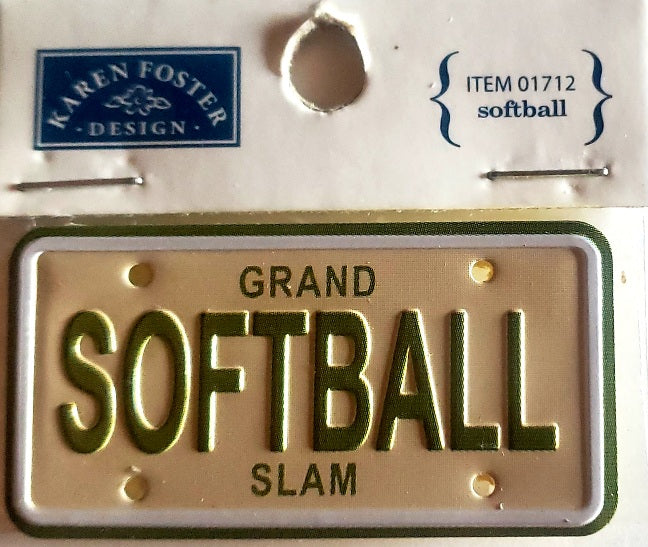 KAREN FOSTER
· DESIGN ·
ITEM 01712
softball
GRAND
SOFTBALL
SLAM